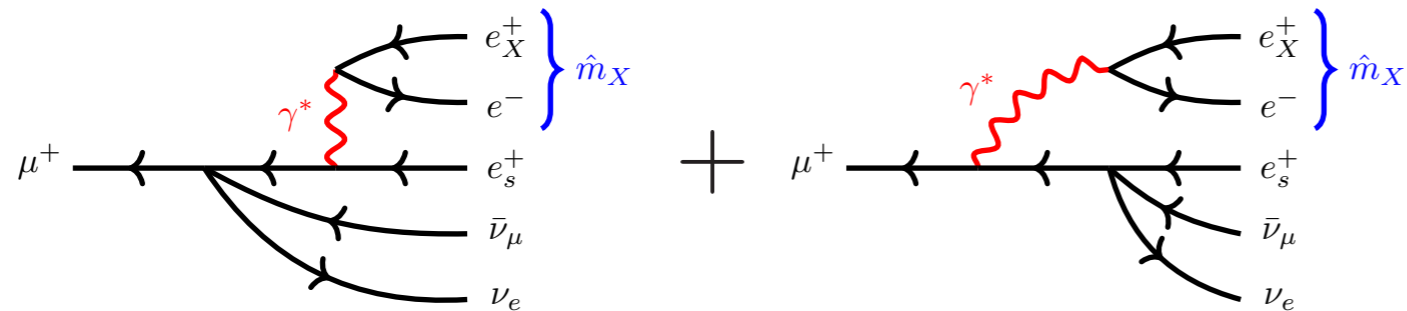 e_X^+
m̂_X
γ*
e^-
μ^+
e_s^+
ν̄_μ
ν_e
+
e_X^+
m̂_X
γ*
e^-
μ^+
e_s^+
ν̄_μ
ν_e